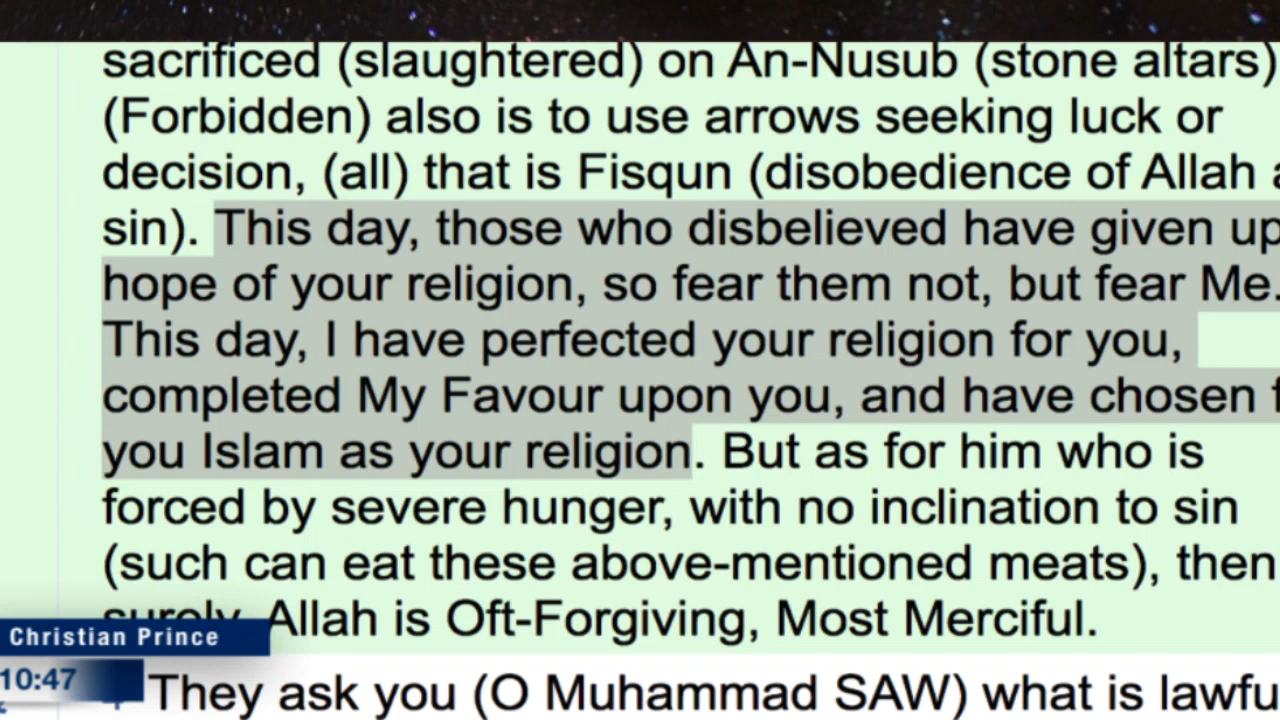 sacrificed (slaughtered) on An-Nusub (stone altars)
(Forbidden) also is to use arrows seeking luck or
decision, (all) that is Fisqun (disobedience of Allah
sin). This day, those who disbelieved have given up
hope of your religion, so fear them not, but fear Me.
This day, I have perfected your religion for you,
completed My Favour upon you, and have chosen
you Islam as your religion. But as for him who is
forced by severe hunger, with no inclination to sin
(such can eat these above-mentioned meats), then
surely, Allah is Oft-Forgiving, Most Merciful.
Christian Prince
10:47
They ask you (O Muhammad SAW) what is